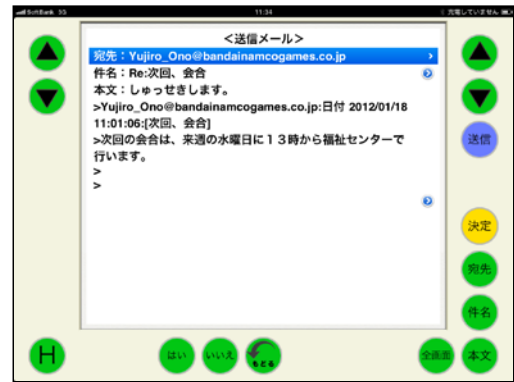 SoftBank 3G
11:34
充電していません
<送信メール>
宛先：Yujiro_Ono@bandainamcogames.co.jp
件名：Re:次回、会合
本文：しゅっせきします。
>Yujiro_Ono@bandainamcogames.co.jp:日付 2012/01/18
11:01:06:[次回、会合]
>次回の会合は、来週の水曜日に１３時から福祉センターで
行います。
>
>
送信
決定
宛先
件名
H
はい
いいえ
もどる
全画面
本文